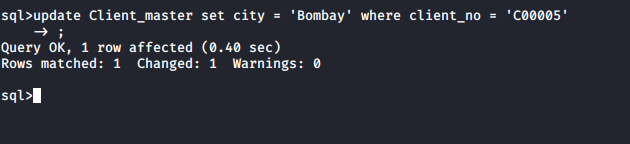 sql>update Client_master set city = 'Bombay' where client_no = 'C00005'
    → ;
Query OK, 1 row affected (0.40 sec)
Rows matched: 1  Changed: 1  Warnings: 0
sql>